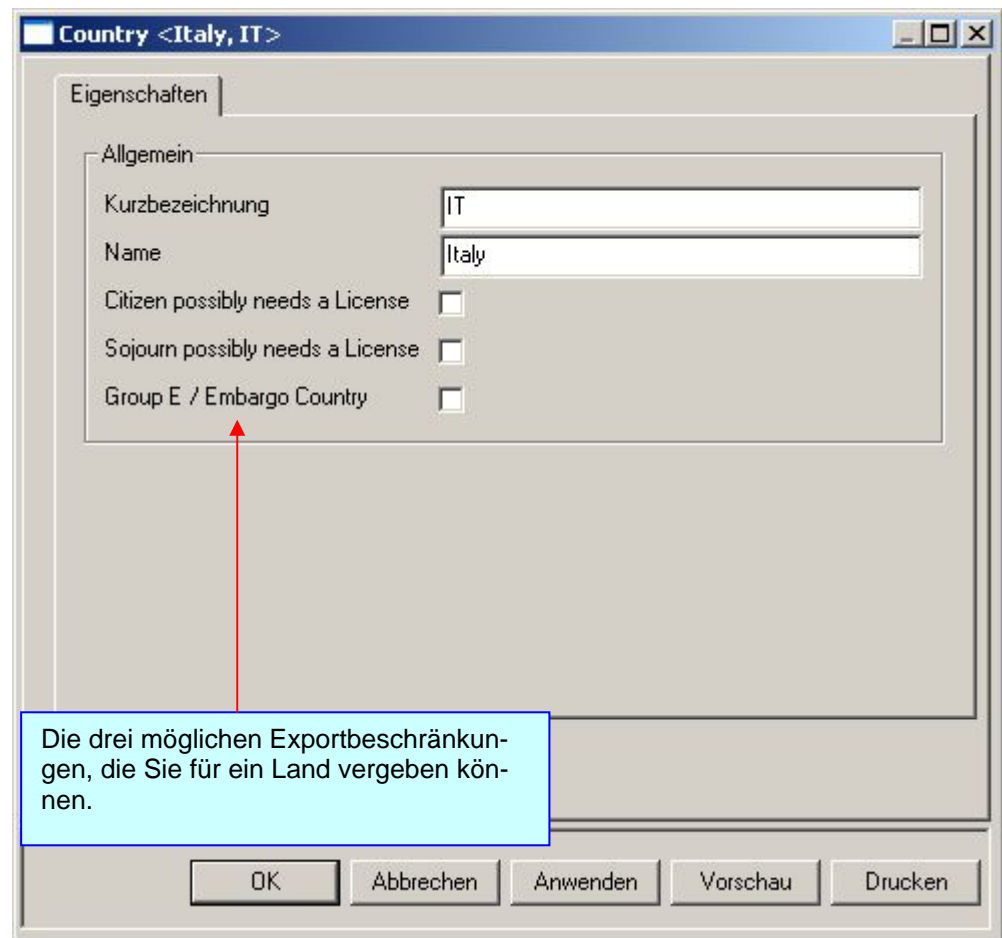 Country <Italy, IT>
Eigenschaften
Allgemein
Kurzbezeichnung IT
Name Italy
Citizen possibly needs a License
Sojourn possibly needs a License
Group E / Embargo Country
Die drei möglichen Exportbeschränkun-
gen, die Sie für ein Land vergeben kön-
nen.
OK Abbrechen Anwenden Vorschau Drucken